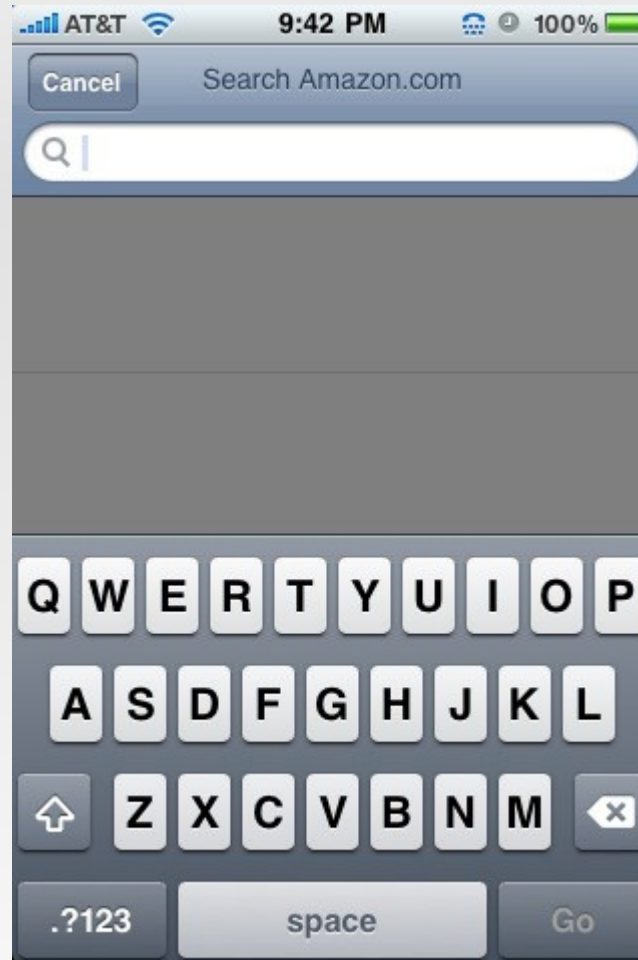 AT&T 9:42 PM 100%
Cancel Search Amazon.com
Q W E R T Y U I O P
A S D F G H J K L
Z X C V B N M
.?123 space Go